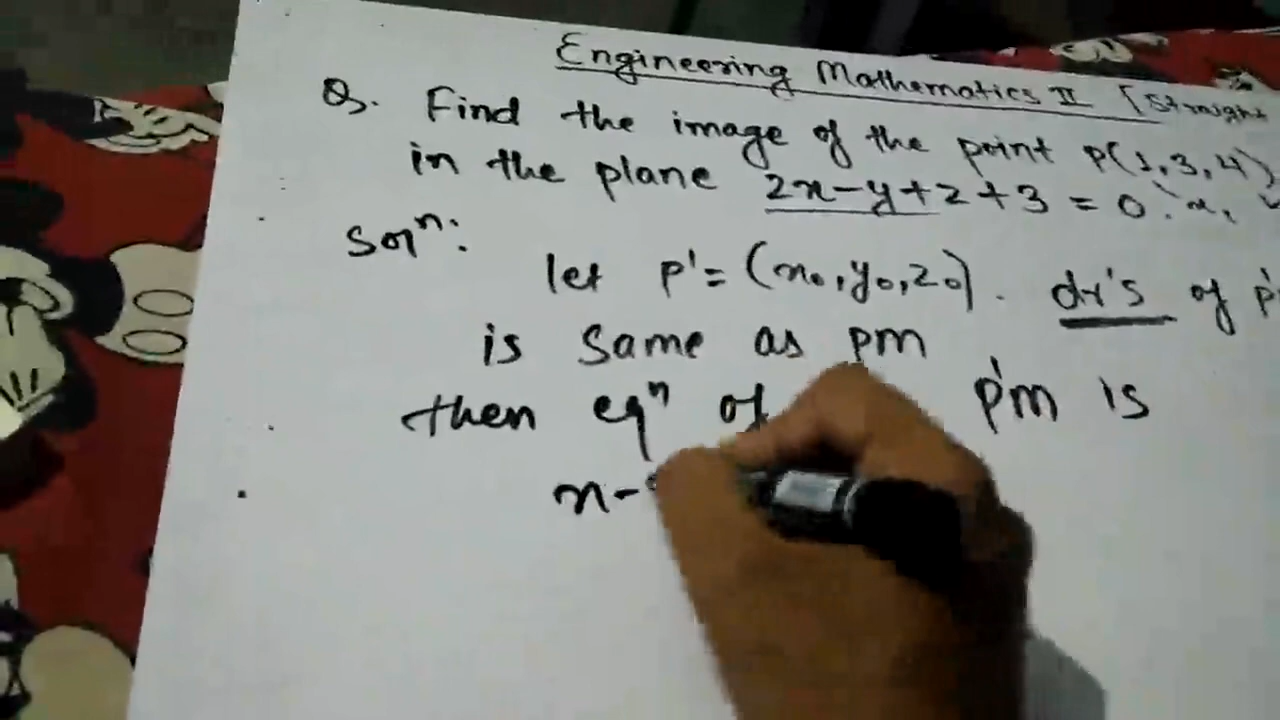 Engineering Mathematics II [Straight
Q. Find the image of the point P(1,3,4)
in the plane 2x-y+z+3 = 0.
Solⁿ:
let p' = (x₀,y₀,z₀). dr's of p'
is same as pm
then eqⁿ of p'm is
x-